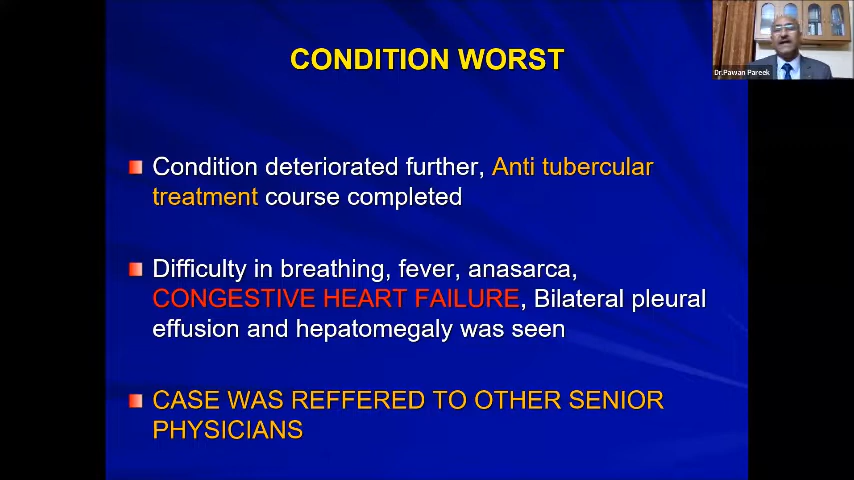 CONDITION WORST
Dr.Pawan Pareek
Condition deteriorated further, Anti tubercular
treatment course completed
Difficulty in breathing, fever, anasarca,
CONGESTIVE HEART FAILURE, Bilateral pleural
effusion and hepatomegaly was seen
CASE WAS REFFERED TO OTHER SENIOR
PHYSICIANS